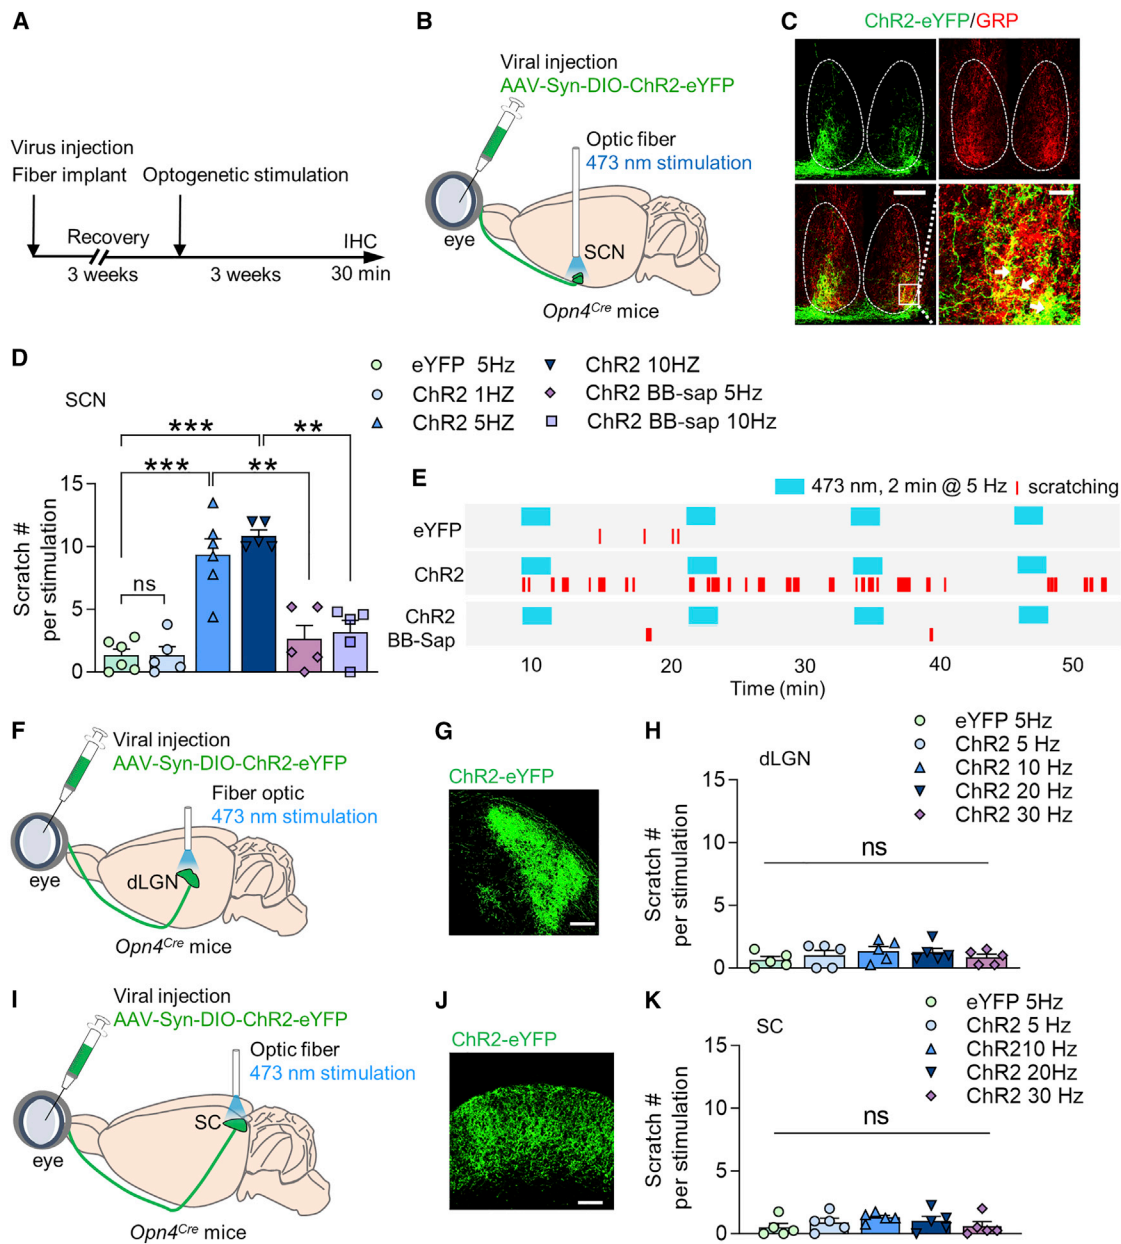 A
Virus injection
Fiber implant
Optogenetic stimulation
Recovery
3 weeks
3 weeks
IHC
30 min
B
Viral injection
AAV-Syn-DIO-ChR2-eYFP
Optic fiber
473 nm stimulation
eye
SCN
Opn4Cre mice
C
ChR2-eYFP/GRP
D
SCN
eYFP 5Hz
ChR2 1HZ
ChR2 5HZ
ChR2 10HZ
ChR2 BB-sap 5Hz
ChR2 BB-sap 10Hz
*** **
*** **
ns
Scratch #
per stimulation
15
10
5
0
E
473 nm, 2 min @ 5 Hz
scratching
eYFP
ChR2
ChR2
BB-Sap
10 20 30 40 50
Time (min)
F
Viral injection
AAV-Syn-DIO-ChR2-eYFP
Fiber optic
473 nm stimulation
eye
dLGN
Opn4Cre mice
G
ChR2-eYFP
H
dLGN
eYFP 5Hz
ChR2 5 Hz
ChR2 10 Hz
ChR2 20 Hz
ChR2 30 Hz
ns
Scratch #
per stimulation
15
10
5
0
I
Viral injection
AAV-Syn-DIO-ChR2-eYFP
Optic fiber
473 nm stimulation
eye
SC
Opn4Cre mice
J
ChR2-eYFP
K
SC
eYFP 5Hz
ChR2 5 Hz
ChR210 Hz
ChR2 20Hz
ChR2 30 Hz
ns
Scratch #
per stimulation
15
10
5
0